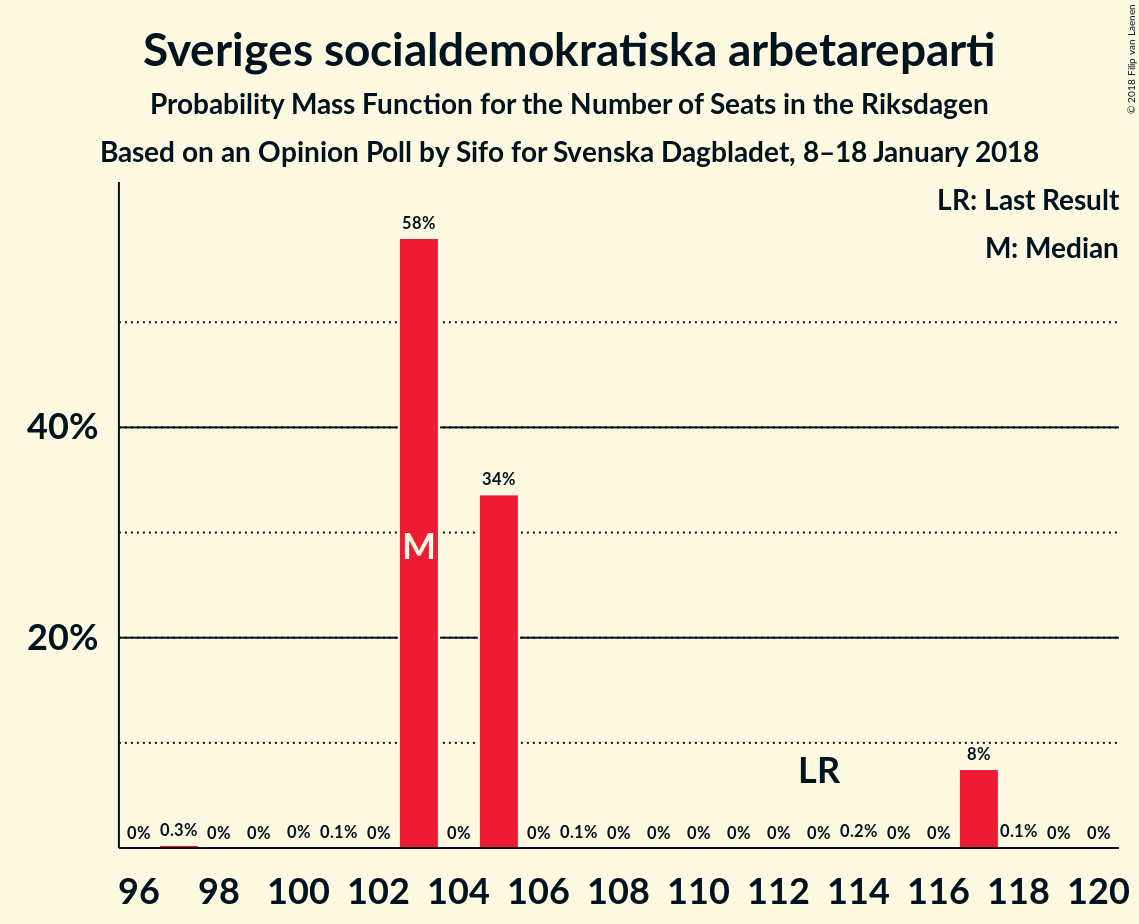 Sveriges socialdemokratiska arbetareparti
Probability Mass Function for the Number of Seats in the Riksdagen
Based on an Opinion Poll by Sifo for Svenska Dagbladet, 8–18 January 2018
© 2018 Filip van Laenen
LR: Last Result
M: Median
58%
40%
34%
M
20%
LR
8%
0% 0.3% 0% 0% 0% 0.1% 0% 0% 0% 0.1% 0% 0% 0% 0% 0% 0% 0.2% 0% 0% 0.1% 0% 0%
96 98 100 102 104 106 108 110 112 114 116 118 120